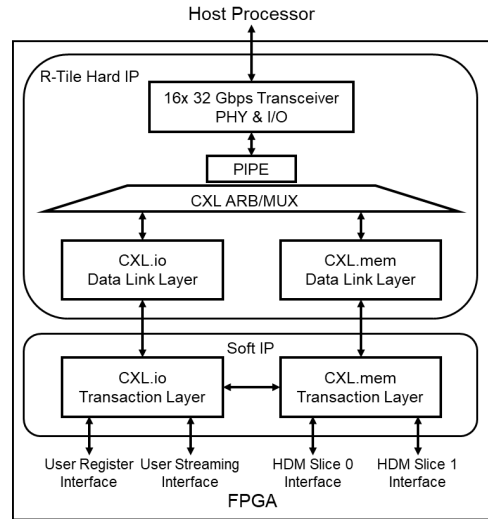 Host Processor
R-Tile Hard IP
16x 32 Gbps Transceiver
PHY & I/O
PIPE
CXL ARB/MUX
CXL.io
Data Link Layer
CXL.mem
Data Link Layer
Soft IP
CXL.io
Transaction Layer
CXL.mem
Transaction Layer
User Register
Interface
User Streaming
Interface
HDM Slice 0
Interface
HDM Slice 1
Interface
FPGA